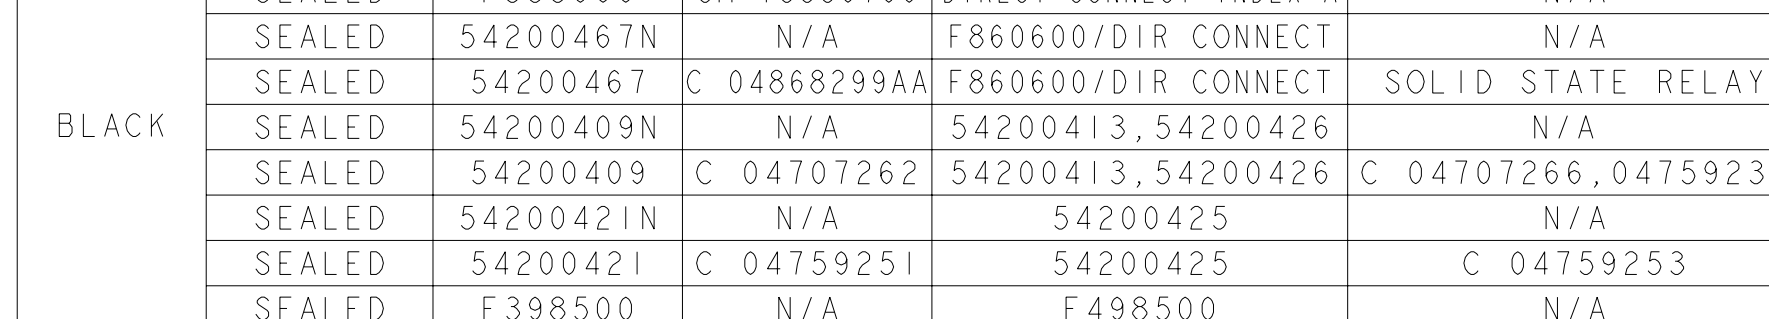 SEALED 54200467N N/A F860600/DIR CONNECT N/A
SEALED 54200467 C 04868299AA F860600/DIR CONNECT SOLID STATE RELAY
BLACK SEALED 54200409N N/A 54200413,54200426 N/A
SEALED 54200409 C 04707262 54200413,54200426 C 04707266,0475923
SEALED 54200421N N/A 54200425 N/A
SEALED 54200421 C 04759251 54200425 C 04759253
SEALED F398500 N/A F498500 N/A